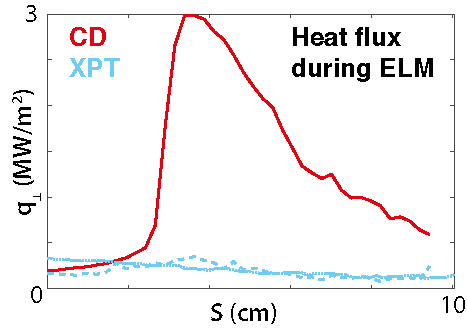 3
CD
XPT
Heat flux
during ELM
q⊥ (MW/m²)
0
S (cm)
10